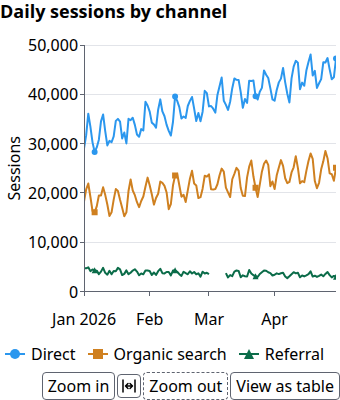 Daily sessions by channel
50,000
40,000
30,000
20,000
10,000
0
Sessions
Jan 2026 Feb Mar Apr
Direct Organic search Referral
Zoom in Zoom out View as table